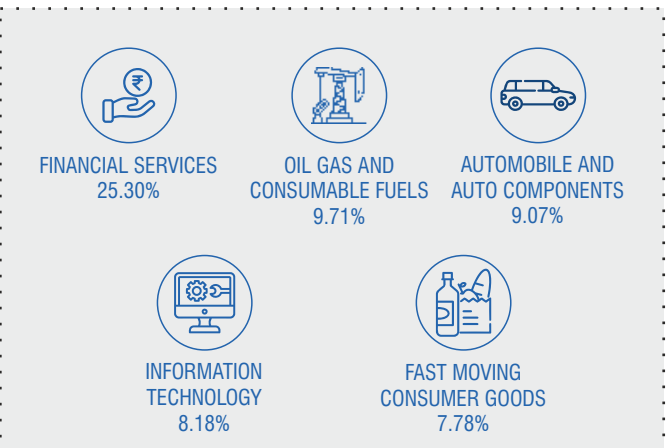 ₹
FINANCIAL SERVICES
25.30%
OIL GAS AND
CONSUMABLE FUELS
9.71%
AUTOMOBILE AND
AUTO COMPONENTS
9.07%
INFORMATION
TECHNOLOGY
8.18%
FAST MOVING
CONSUMER GOODS
7.78%